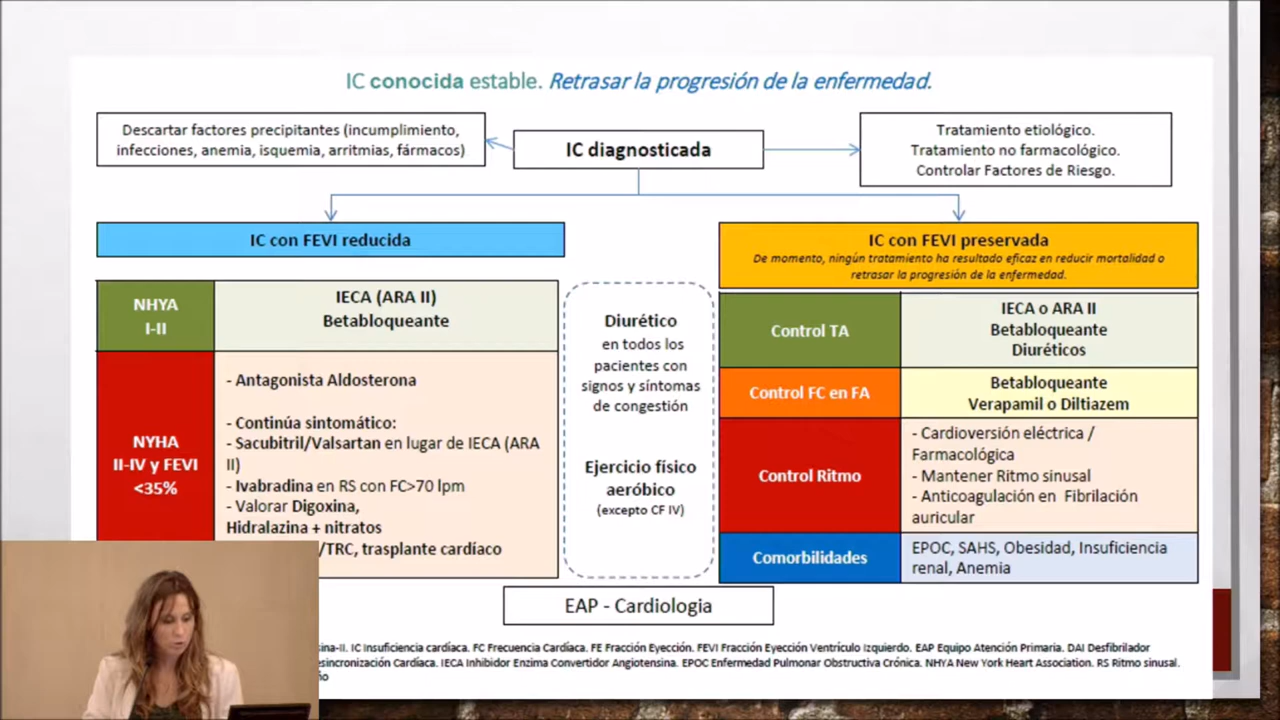 IC conocida estable. Retrasar la progresión de la enfermedad.
Descartar factores precipitantes (incumplimiento,
infecciones, anemia, isquemia, arritmias, fármacos)
IC diagnosticada
Tratamiento etiológico.
Tratamiento no farmacológico.
Controlar Factores de Riesgo.
IC con FEVI reducida
IC con FEVI preservada
De momento, ningún tratamiento ha resultado eficaz en reducir mortalidad o
retrasar la progresión de la enfermedad.
NHYA
I-II
IECA (ARA II)
Betabloqueante
NYHA
II-IV y FEVI
<35%
- Antagonista Aldosterona
- Continúa sintomático:
- Sacubitril/Valsartan en lugar de IECA (ARA
II)
- Ivabradina en RS con FC>70 lpm
- Valorar Digoxina,
Hidralazina + nitratos
/TRC, trasplante cardíaco
Diurético
en todos los
pacientes con
signos y síntomas
de congestión
Ejercicio físico
aeróbico
(excepto CF IV)
Control TA
IECA o ARA II
Betabloqueante
Diuréticos
Control FC en FA
Betabloqueante
Verapamil o Diltiazem
Control Ritmo
- Cardioversión eléctrica /
Farmacológica
- Mantener Ritmo sinusal
- Anticoagulación en Fibrilación
auricular
Comorbilidades
EPOC, SAHS, Obesidad, Insuficiencia
renal, Anemia
EAP - Cardiologia
ina-II. IC Insuficiencia cardíaca. FC Frecuencia Cardíaca. FE Fracción Eyección. FEVI Fracción Eyección Ventrículo Izquierdo. EAP Equipo Atención Primaria. DAI Desfibrilador
esincronización Cardíaca. IECA Inhibidor Enzima Convertidor Angiotensina. EPOC Enfermedad Pulmonar Obstructiva Crónica. NHYA New York Heart Association. RS Ritmo sinusal.